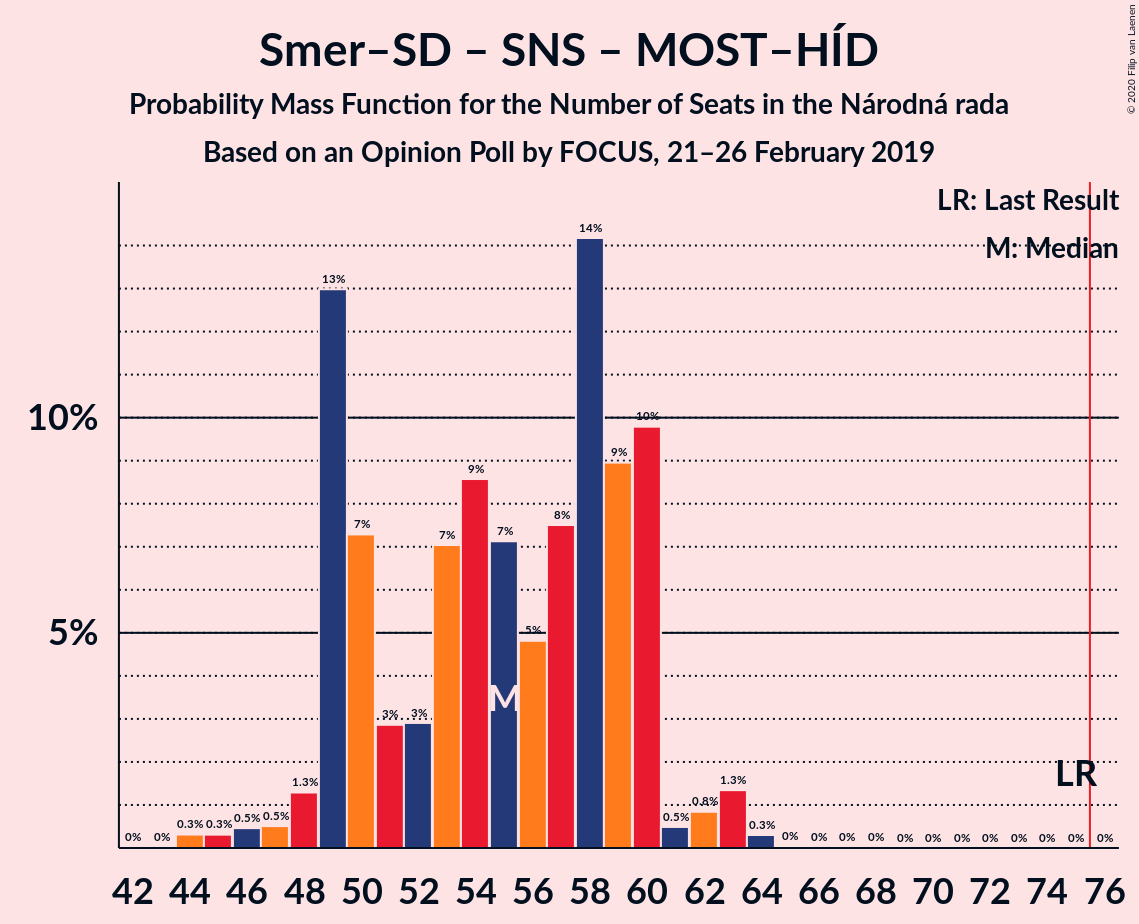 Smer–SD – SNS – MOST–HÍD
Probability Mass Function for the Number of Seats in the Národná rada
Based on an Opinion Poll by FOCUS, 21–26 February 2019
© 2020 Filip van Laenen
LR: Last Result
M: Median
10%
5%
0% 0% 0.3% 0.3% 0.5% 0.5% 1.3% 13% 7% 3% 3% 7% 9% 7% 5% 8% 14% 9% 10% 0.5% 0.8% 1.3% 0.3% 0% 0% 0% 0% 0% 0% 0% 0% 0% 0% 0% 0%
M
LR
42 44 46 48 50 52 54 56 58 60 62 64 66 68 70 72 74 76